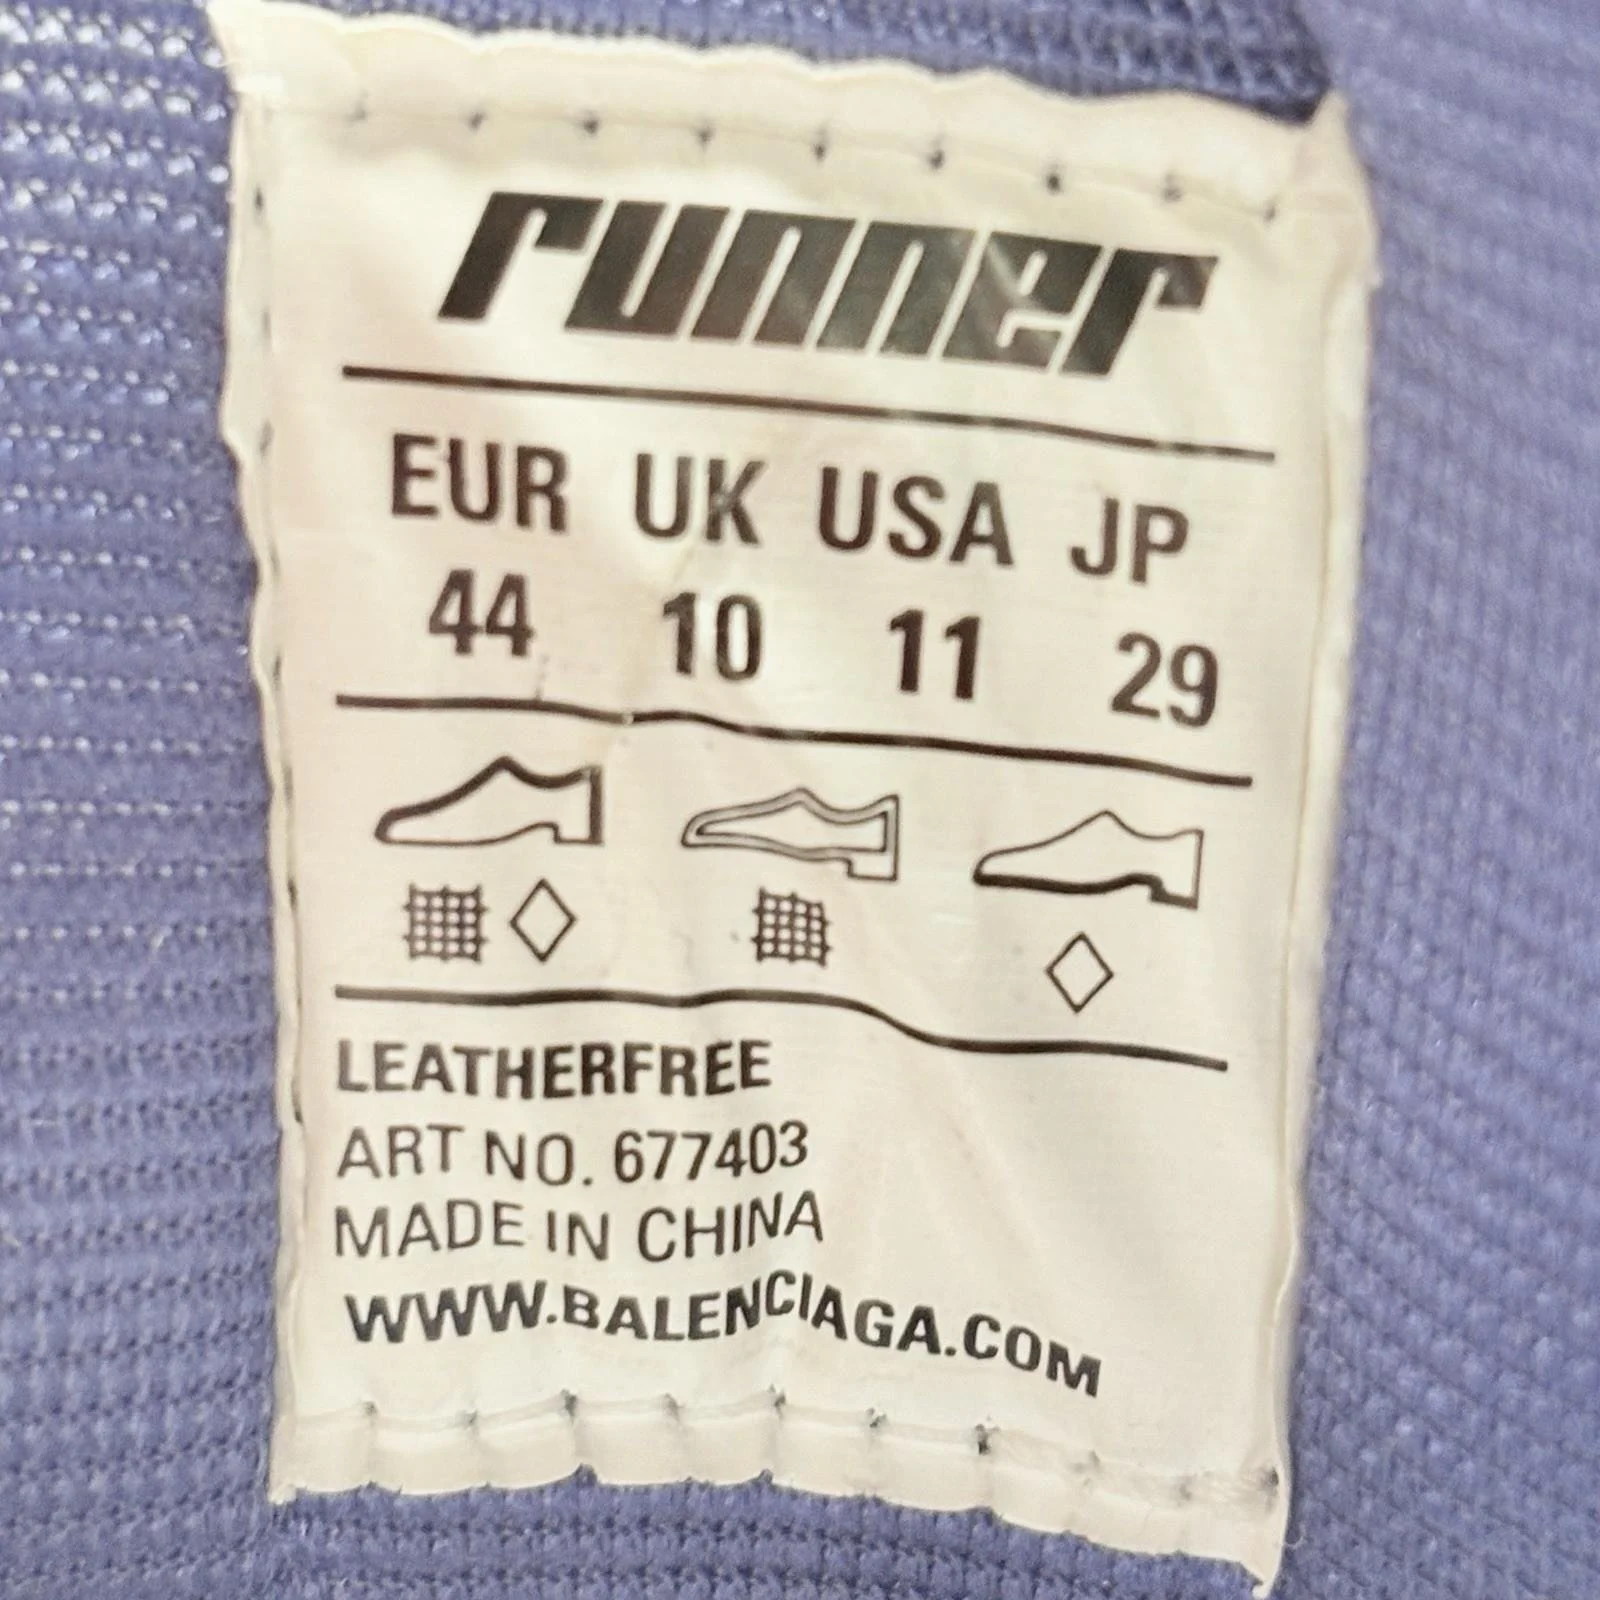 runner
EUR UK USA JP
44 10 11 29
LEATHERFREE
ART NO. 677403
MADE IN CHINA
WWW.BALENCIAGA.COM